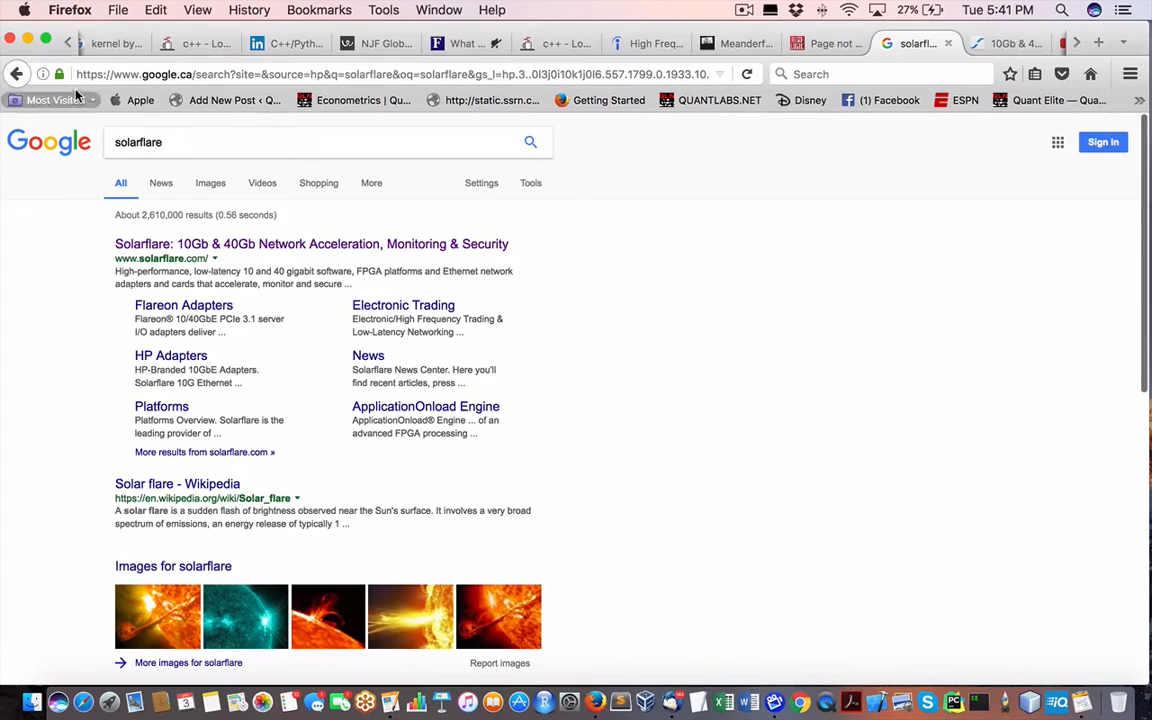 Firefox File Edit View History Bookmarks Tools Window Help 27% Tue 5:41 PM
kernel by... c++ - Lo... C++/Pyth... NJF Glob... What ... c++ - Lo... High Freq... Meanderf... Page not ... solarfl... 10Gb & 4...
https://www.google.ca/search?site=&source=hp&q=solarflare&oq=solarflare&gs_l=hp.3..0l3j0i10k1j0l6.557.1799.0.1933.10. Search
Most Visited Apple Add New Post ‹ Q... Econometrics | Qu... http://static.ssrn.c... Getting Started QUANTLABS.NET Disney (1) Facebook ESPN Quant Elite — Qua... »
Google solarflare Sign in
All News Images Videos Shopping More Settings Tools
About 2,610,000 results (0.56 seconds)
Solarflare: 10Gb & 40Gb Network Acceleration, Monitoring & Security
www.solarflare.com/
High-performance, low-latency 10 and 40 gigabit software, FPGA platforms and Ethernet network
adapters and cards that accelerate, monitor and secure ...
Flareon Adapters
Flareon® 10/40GbE PCIe 3.1 server
I/O adapters deliver ...
Electronic Trading
Electronic/High Frequency Trading &
Low-Latency Networking ...
HP Adapters
HP-Branded 10GbE Adapters.
Solarflare 10G Ethernet ...
News
Solarflare News Center. Here you'll
find recent articles, press ...
Platforms
Platforms Overview. Solarflare is the
leading provider of ...
ApplicationOnload Engine
ApplicationOnload® Engine ... of an
advanced FPGA processing ...
More results from solarflare.com »
Solar flare - Wikipedia
https://en.wikipedia.org/wiki/Solar_flare
A solar flare is a sudden flash of brightness observed near the Sun's surface. It involves a very broad
spectrum of emissions, an energy release of typically 1 ...
Images for solarflare
More images for solarflare Report images